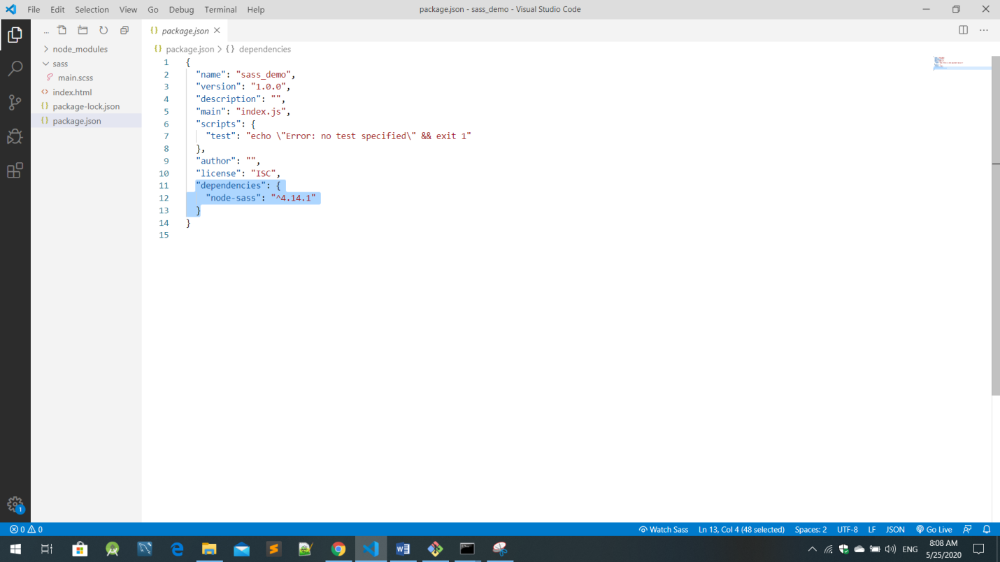 File Edit Selection View Go Debug Terminal Help
package.json - sass_demo - Visual Studio Code
...
node_modules
sass
main.scss
index.html
package-lock.json
package.json
{} package.json
{} package.json > {} dependencies
1 {
2 "name": "sass_demo",
3 "version": "1.0.0",
4 "description": "",
5 "main": "index.js",
6 "scripts": {
7 "test": "echo \"Error: no test specified\" && exit 1"
8 },
9 "author": "",
10 "license": "ISC",
11 "dependencies": {
12 "node-sass": "^4.14.1"
13 }
14 }
15
1
0 0
Watch Sass Ln 13, Col 4 (48 selected) Spaces: 2 UTF-8 LF JSON Go Live
ENG
8:08 AM
5/25/2020